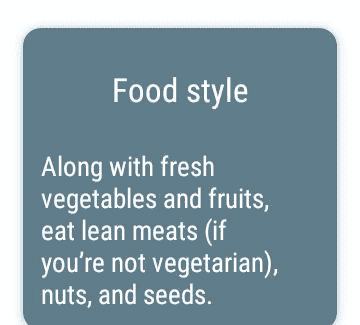 Food style
Along with fresh
vegetables and fruits,
eat lean meats (if
you’re not vegetarian),
nuts, and seeds.